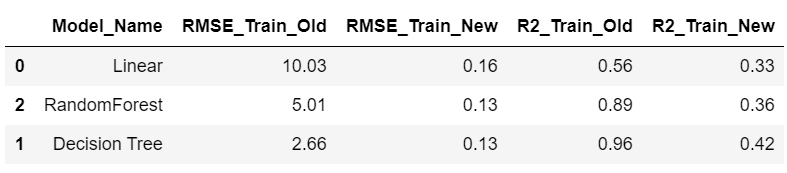 Model_Name RMSE_Train_Old RMSE_Train_New R2_Train_Old R2_Train_New
0 Linear 10.03 0.16 0.56 0.33
2 RandomForest 5.01 0.13 0.89 0.36
1 Decision Tree 2.66 0.13 0.96 0.42